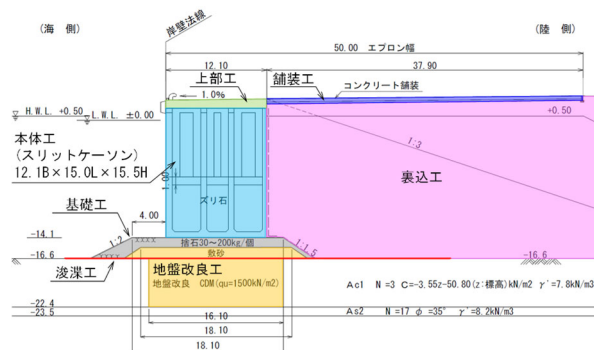 (海 側)
岸壁法線
(陸 側)
50.00 エプロン幅
12.10
37.90
上部工
舗装工
1.0%
コンクリート舗装
H.W.L. +0.50
L.W.L. ±0.00
+0.50
本体工
(スリットケーソン)
12.1B×15.0L×15.5H
1:3
裏込工
1.00
ズリ石
基礎工
4.00
-14.1
1:2
捨石30~200kg/個
1:1.5
敷砂
-16.6
-16.6
浚渫工
地盤改良工
地盤改良 CDM(qu=1500kN/m2)
Ac1 N =3 C=-3.55z-50.80(z:標高)kN/m2 γ'=7.8kN/m3
-22.4
-23.5
As2 N =17 φ =35° γ'=8.2kN/m3
16.10
18.10
18.10